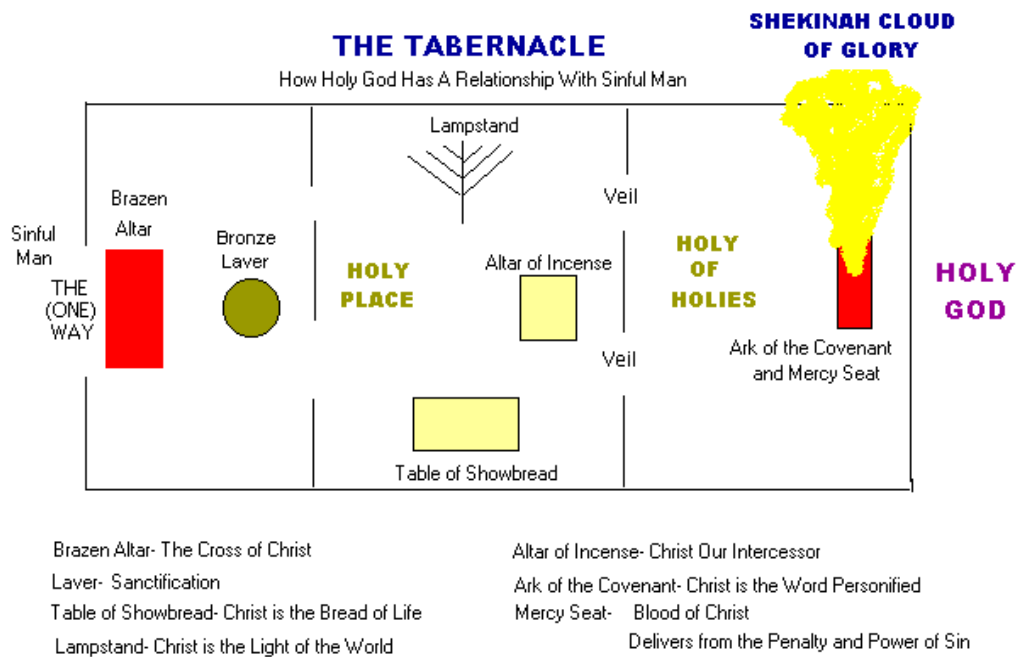 THE TABERNACLE
How Holy God Has A Relationship With Sinful Man
SHEKINAH CLOUD
OF GLORY
Sinful
Man
THE
(ONE)
WAY
Brazen
Altar
Bronze
Laver
HOLY
PLACE
Lampstand
Altar of Incense
Table of Showbread
Veil
Veil
HOLY
OF
HOLIES
Ark of the Covenant
and Mercy Seat
HOLY
GOD
Brazen Altar- The Cross of Christ
Laver- Sanctification
Table of Showbread- Christ is the Bread of Life
Lampstand- Christ is the Light of the World
Altar of Incense- Christ Our Intercessor
Ark of the Covenant- Christ is the Word Personified
Mercy Seat- Blood of Christ
Delivers from the Penalty and Power of Sin